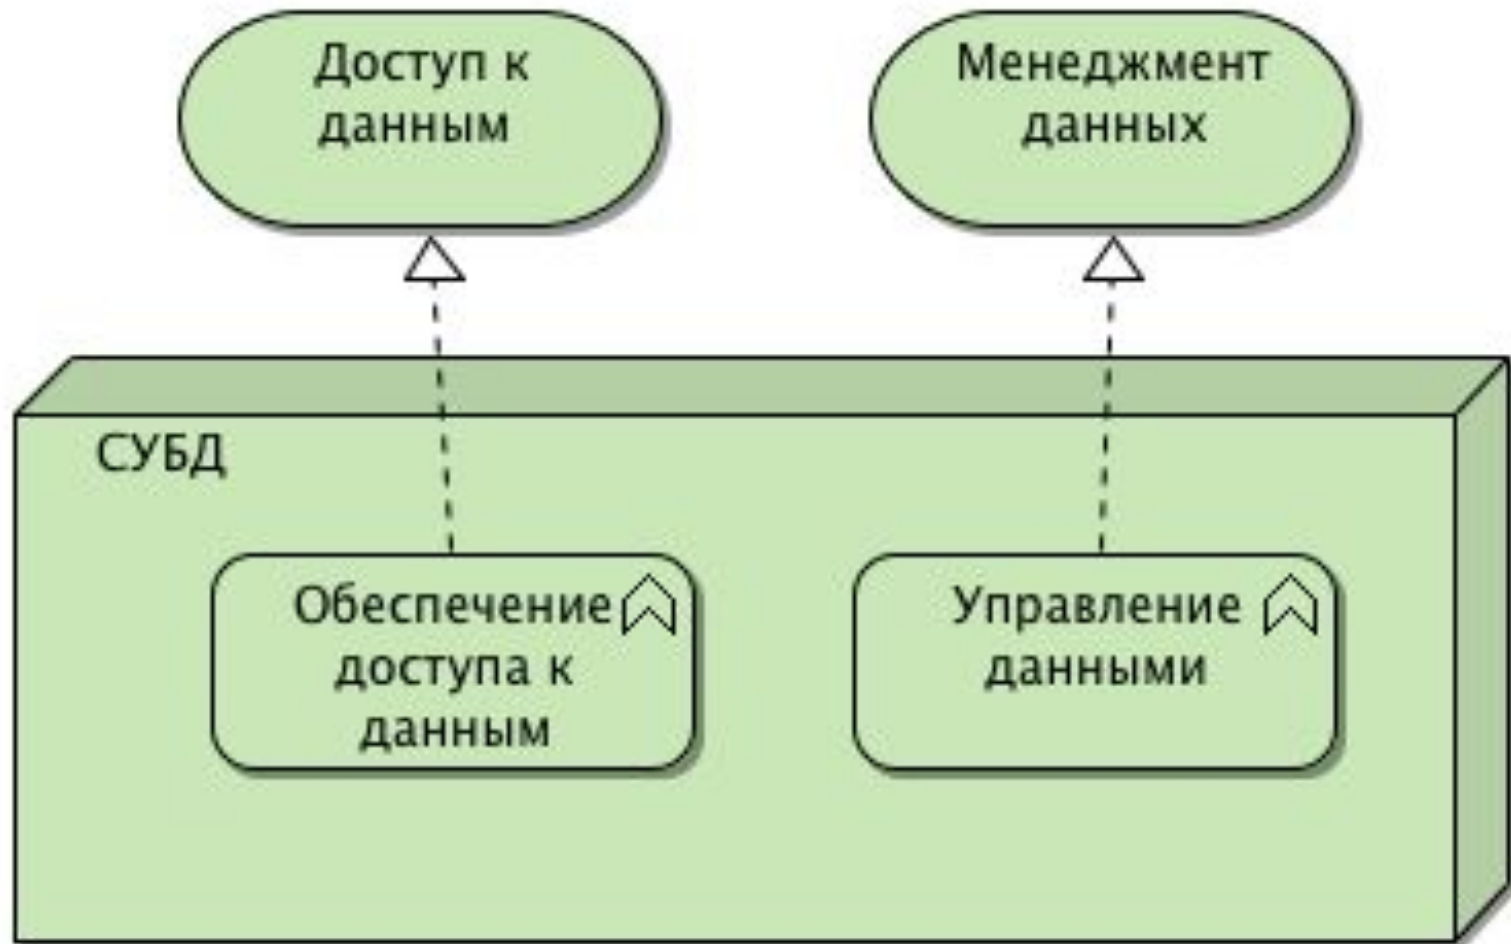 Доступ к
данным
Менеджмент
данных
СУБД
Обеспечение
доступа к
данным
Управление
данными